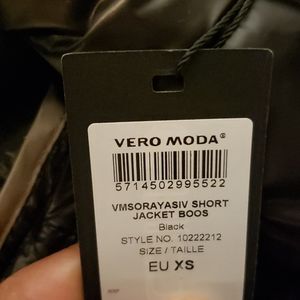 VERO MODA®
5714502995522
VMSORAYASIV SHORT
JACKET BOOS
Black
STYLE NO. 10222212
SIZE / TAILLE
EU XS